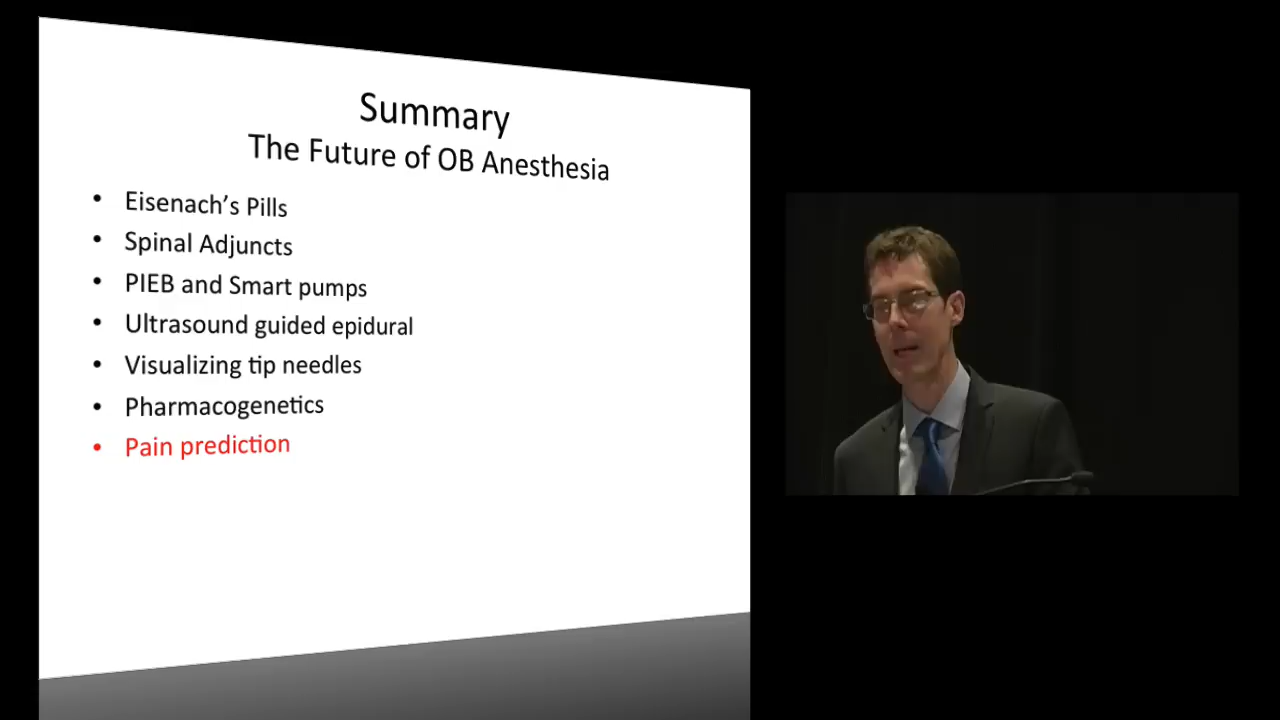 Summary
The Future of OB Anesthesia
• Eisenach’s Pills
• Spinal Adjuncts
• PIEB and Smart pumps
• Ultrasound guided epidural
• Visualizing tip needles
• Pharmacogenetics
• Pain prediction